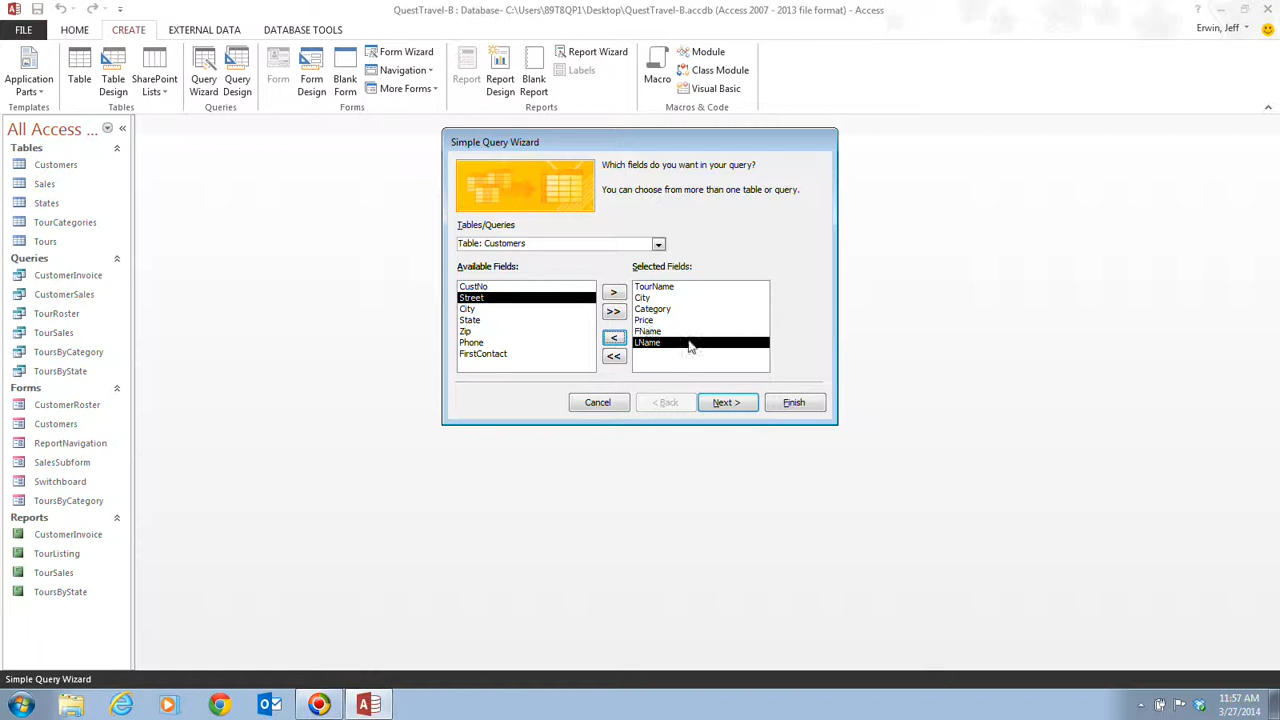 QuestTravel-B : Database- C:\Users\89T8QP1\Desktop\QuestTravel-B.accdb (Access 2007 - 2013 file format) - Access
FILE HOME CREATE EXTERNAL DATA DATABASE TOOLS
Erwin, Jeff
Application Parts
Templates
Table
Table Design
SharePoint Lists
Tables
Query Wizard
Query Design
Queries
Form
Form Design
Blank Form
Form Wizard
Navigation
More Forms
Forms
Report
Report Design
Blank Report
Report Wizard
Labels
Reports
Macro
Module
Class Module
Visual Basic
Macros & Code
All Access ...
Tables
Customers
Sales
States
TourCategories
Tours
Queries
CustomerInvoice
CustomerSales
TourRoster
TourSales
ToursByCategory
ToursByState
Forms
CustomerRoster
Customers
ReportNavigation
SalesSubform
Switchboard
ToursByCategory
Reports
CustomerInvoice
TourListing
TourSales
ToursByState
Simple Query Wizard
Which fields do you want in your query?
You can choose from more than one table or query.
Tables/Queries
Table: Customers
Available Fields:
CustNo
Street
City
State
Zip
Phone
FirstContact
>
>>
<
<<
Selected Fields:
TourName
City
Category
Price
FName
LName
Cancel
< Back
Next >
Finish
Simple Query Wizard
11:57 AM
3/27/2014